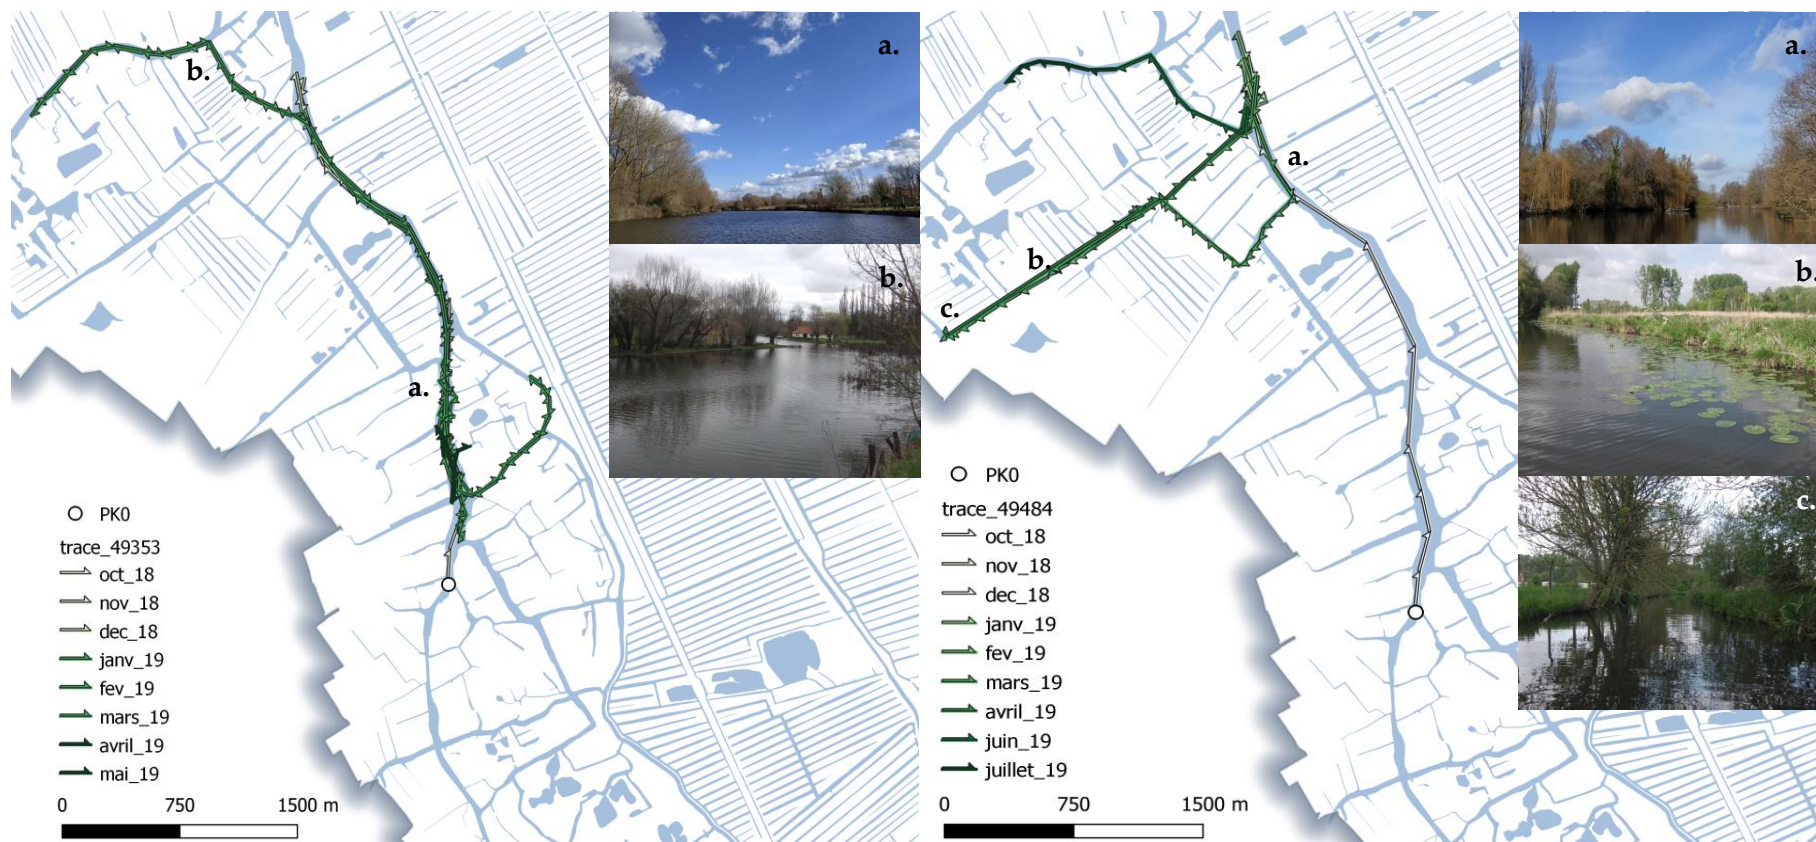 b.
a.
PK0
trace_49353
oct_18
nov_18
dec_18
janv_19
fev_19
mars_19
avril_19
mai_19
0 750 1500 m
a.
b.
a.
b.
c.
PK0
trace_49484
oct_18
nov_18
dec_18
janv_19
fev_19
mars_19
avril_19
juin_19
juillet_19
0 750 1500 m
a.
b.
c.